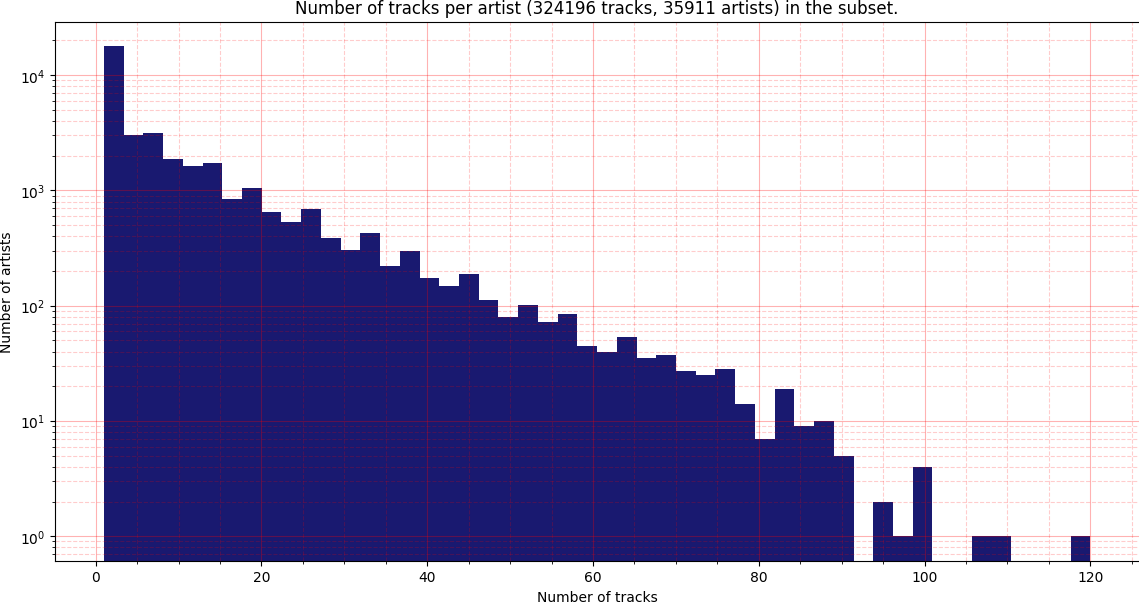 Number of tracks per artist (324196 tracks, 35911 artists) in the subset.
Number of artists
10⁴
10³
10²
10¹
10⁰
0 20 40 60 80 100 120
Number of tracks